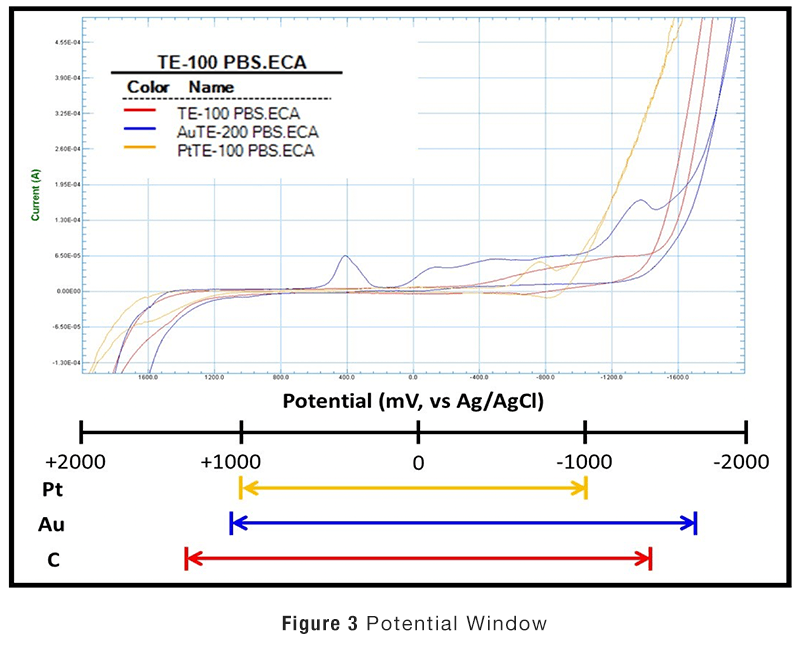 TE-100 PBS.ECA
Color Name
TE-100 PBS.ECA
AuTE-200 PBS.ECA
PtTE-100 PBS.ECA
Current (A)
4.55E-04
3.90E-04
3.25E-04
2.60E-04
1.95E-04
1.30E-04
6.50E-05
0.00E00
-6.50E-05
-1.30E-04
1600.0 1200.0 800.0 400.0 0.0 -400.0 -800.0 -1200.0 -1600.0
Potential (mV, vs Ag/AgCl)
+2000 +1000 0 -1000 -2000
Pt
Au
C
Figure 3 Potential Window